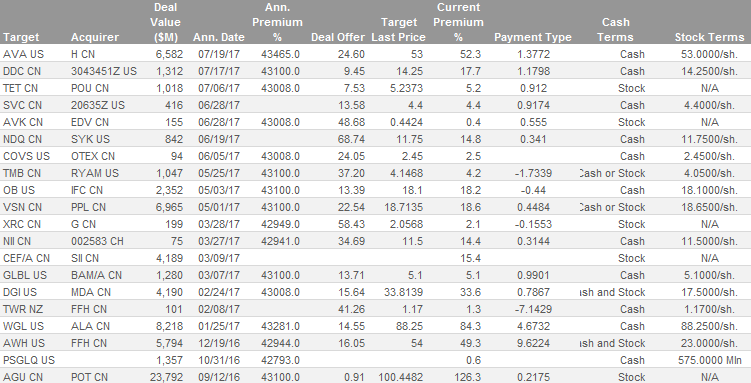 Target Acquirer Deal Value ($M) Ann. Date Ann. Premium % Deal Offer Target Last Price Current Premium % Payment Type Cash Terms Stock Terms
AVA US H CN 6,582 07/19/17 43465.0 24.60 53 52.3 1.3772 Cash 53.0000/sh.
DDC CN 3043451Z US 1,312 07/17/17 43100.0 9.45 14.25 17.7 1.1798 Cash 14.2500/sh.
TET CN POU CN 1,018 07/06/17 43008.0 7.53 5.2373 5.2 0.912 Stock N/A
SVC CN 20635Z US 416 06/28/17 13.58 4.4 4.4 0.9174 Cash 4.4000/sh.
AVK CN EDV CN 155 06/28/17 43008.0 48.68 0.4424 0.4 0.555 Stock N/A
NDQ CN SYK US 842 06/19/17 68.74 11.75 14.8 0.341 Cash 11.7500/sh.
COVS US OTEX CN 94 06/05/17 43008.0 24.05 2.45 2.5 Cash 2.4500/sh.
TMB CN RYAM US 1,047 05/25/17 43100.0 37.20 4.1468 4.2 -1.7339 Cash or Stock 4.0500/sh.
OB US IFC CN 2,352 05/03/17 43100.0 13.39 18.1 18.2 -0.44 Cash 18.1000/sh.
VSN CN PPL CN 6,965 05/01/17 43100.0 22.54 18.7135 18.6 0.4484 Cash or Stock 18.6500/sh.
XRC CN G CN 199 03/28/17 42949.0 58.43 2.0568 2.1 -0.1553 Stock N/A
NII CN 002583 CH 75 03/27/17 42941.0 34.69 11.5 14.4 0.3144 Cash 11.5000/sh.
CEF/A CN SII CN 4,189 03/09/17 15.4 Stock N/A
GLBL US BAM/A CN 1,280 03/07/17 43100.0 13.71 5.1 5.1 0.9901 Cash 5.1000/sh.
DGI US MDA CN 4,190 02/24/17 43008.0 15.64 33.8139 33.6 0.7867 ash and Stock 17.5000/sh.
TWR NZ FFH CN 101 02/08/17 41.26 1.17 1.3 -7.1429 Cash 1.1700/sh.
WGL US ALA CN 8,218 01/25/17 43281.0 14.55 88.25 84.3 4.6732 Cash 88.2500/sh.
AWH US FFH CN 5,794 12/19/16 42944.0 16.05 54 49.3 9.6224 ash and Stock 23.0000/sh.
PSGLQ US 1,357 10/31/16 42793.0 0.6 Cash 575.0000 Mln
AGU CN POT CN 23,792 09/12/16 43100.0 0.91 100.4482 126.3 0.2175 Stock N/A